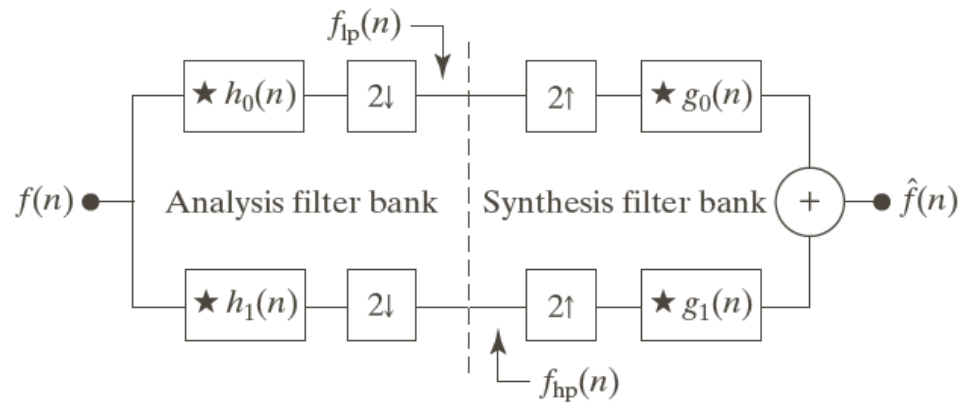 f_lp(n)
★ h_0(n)
2↓
2↑
★ g_0(n)
f(n)
Analysis filter bank
Synthesis filter bank
+
f̂(n)
★ h_1(n)
2↓
2↑
★ g_1(n)
f_hp(n)